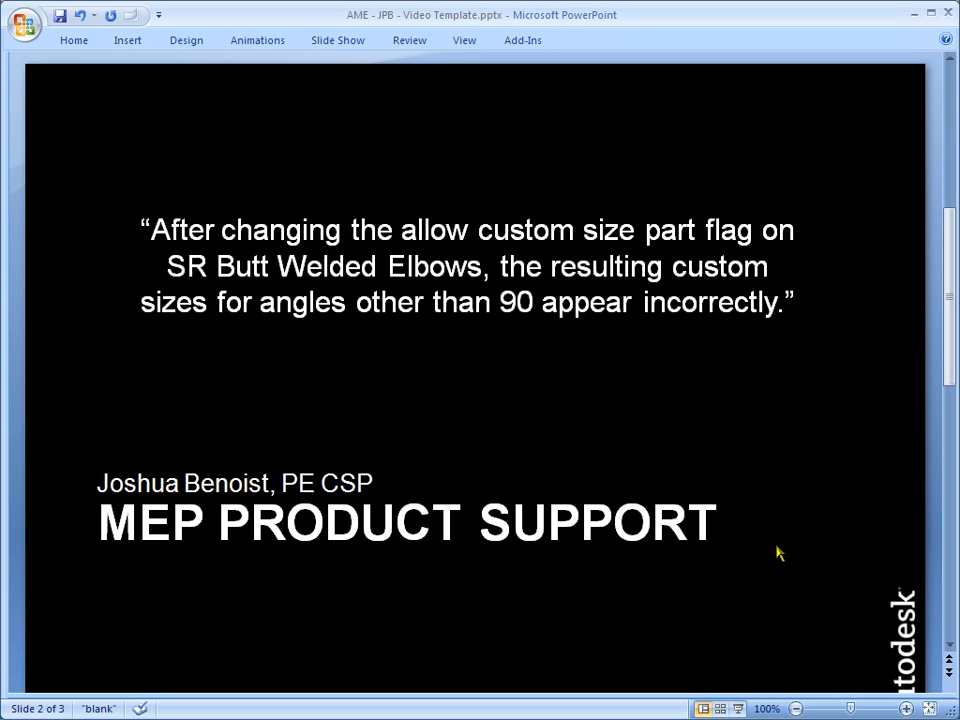 AME - JPB - Video Template.pptx - Microsoft PowerPoint
Home Insert Design Animations Slide Show Review View Add-Ins
“After changing the allow custom size part flag on
SR Butt Welded Elbows, the resulting custom
sizes for angles other than 90 appear incorrectly.”
Joshua Benoist, PE CSP
MEP PRODUCT SUPPORT
utodesk
Slide 2 of 3 "blank" 100%